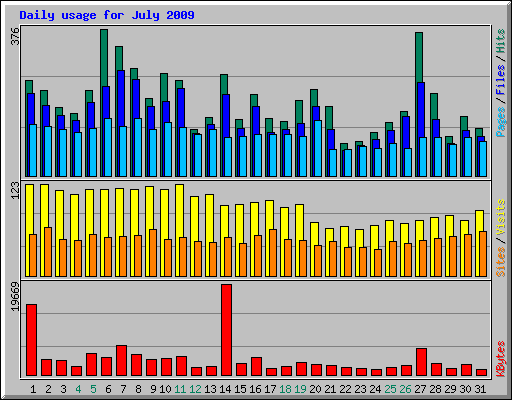 Daily usage for July 2009
376
Pages / Files / Hits
123
Sites / Visits
19669
KBytes
1 2 3 4 5 6 7 8 9 10 11 12 13 14 15 16 17 18 19 20 21 22 23 24 25 26 27 28 29 30 31